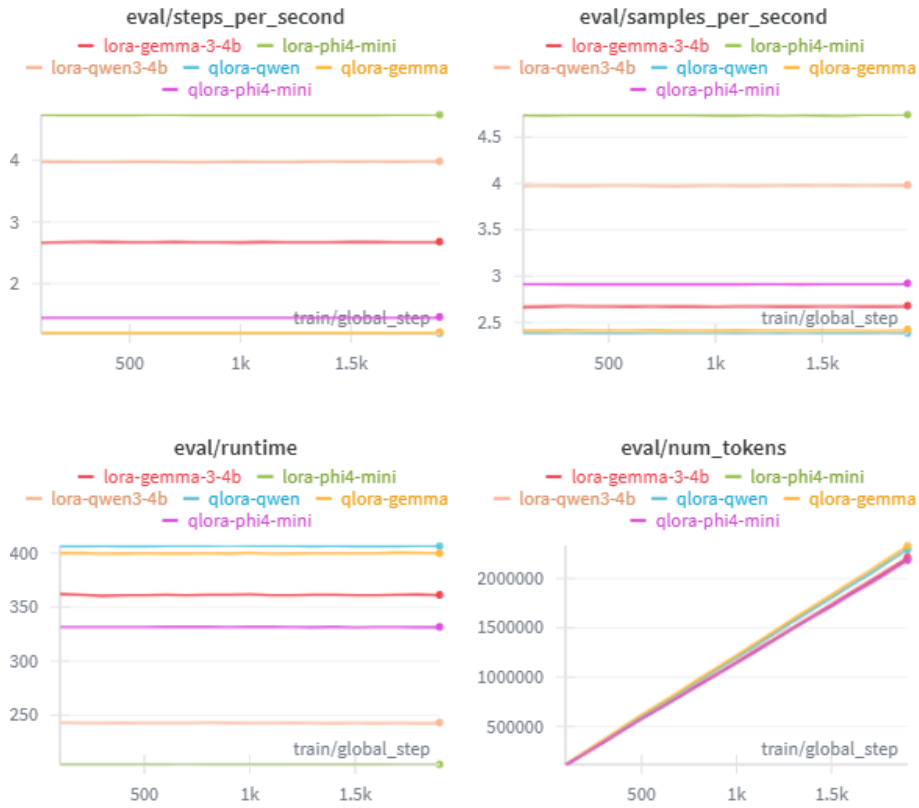 eval/steps_per_second
lora-gemma-3-4b lora-phi4-mini
lora-qwen3-4b qlora-qwen qlora-gemma
qlora-phi4-mini
4
3
2
train/global_step
500 1k 1.5k
eval/samples_per_second
lora-gemma-3-4b lora-phi4-mini
lora-qwen3-4b qlora-qwen qlora-gemma
qlora-phi4-mini
4.5
4
3.5
3
2.5
train/global_step
500 1k 1.5k
eval/runtime
lora-gemma-3-4b lora-phi4-mini
lora-qwen3-4b qlora-qwen qlora-gemma
qlora-phi4-mini
400
350
300
250
train/global_step
500 1k 1.5k
eval/num_tokens
lora-gemma-3-4b lora-phi4-mini
lora-qwen3-4b qlora-qwen qlora-gemma
qlora-phi4-mini
2000000
1500000
1000000
500000
train/global_step
500 1k 1.5k